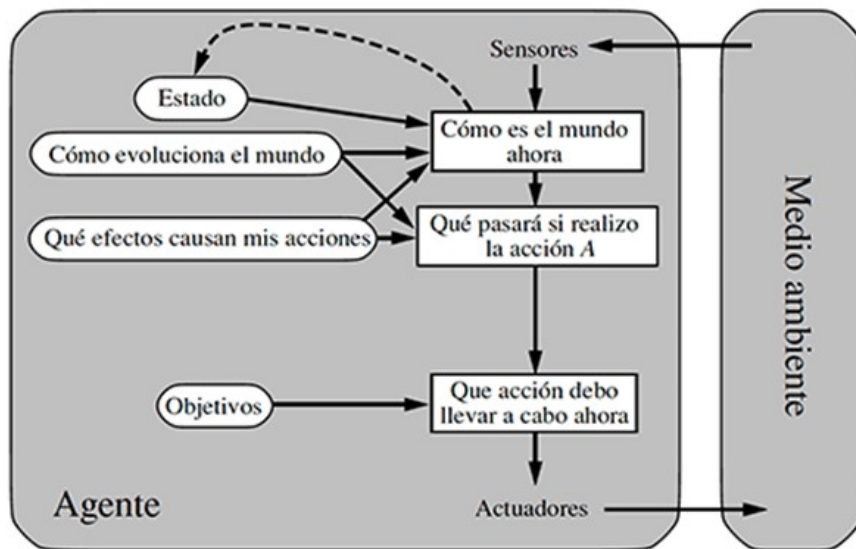 Sensores
Estado
Cómo es el mundo
ahora
Cómo evoluciona el mundo
Qué efectos causan mis acciones
Qué pasará si realizo
la acción A
Objetivos
Que acción debo
llevar a cabo ahora
Agente
Actuadores
Medio ambiente